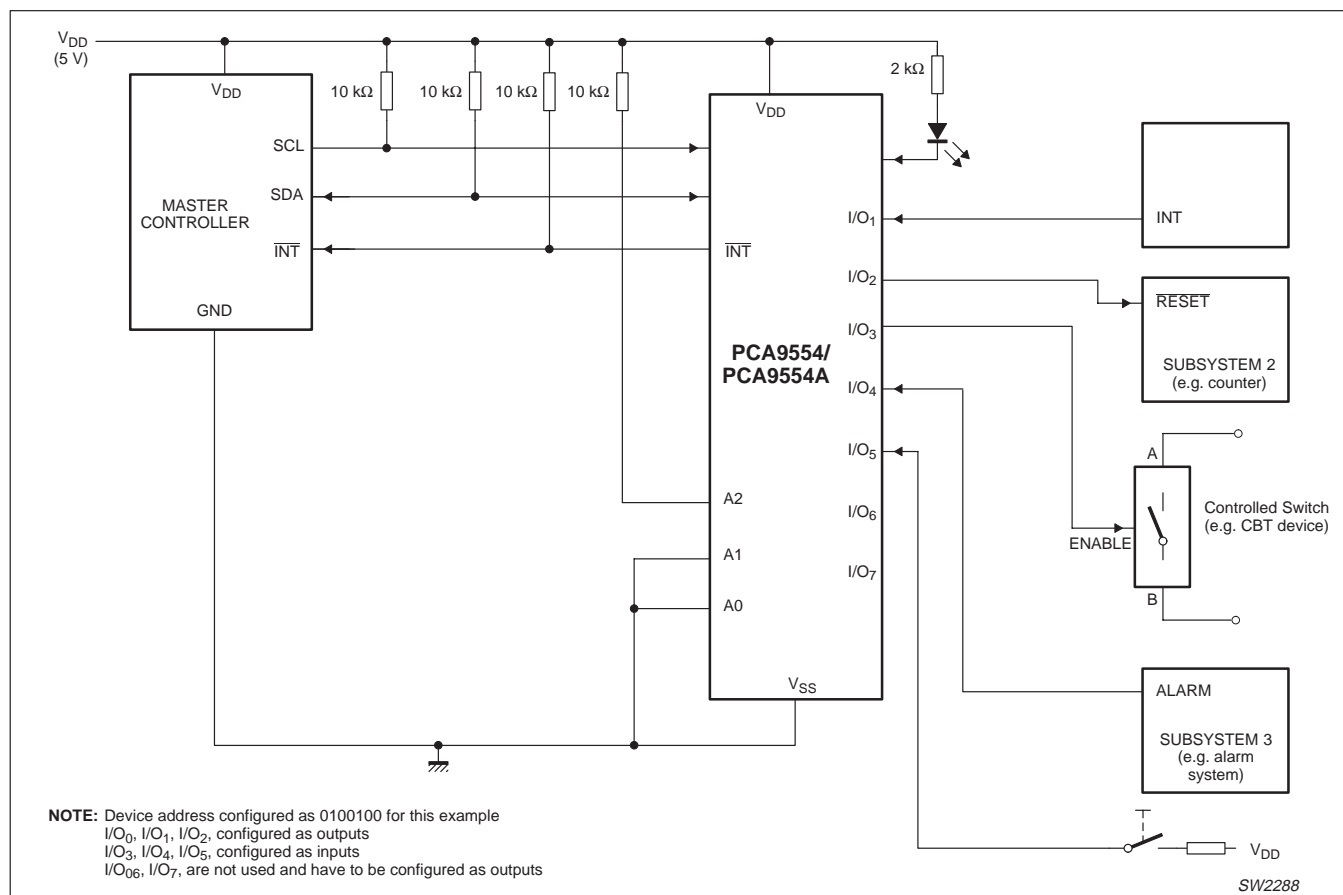 VDD
(5 V)
VDD
10 kΩ
10 kΩ
10 kΩ
10 kΩ
VDD
2 kΩ
SCL
SDA
MASTER
CONTROLLER
INT
GND
INT
PCA9554/
PCA9554A
A2
A1
A0
VSS
I/O1
I/O2
I/O3
I/O4
I/O5
I/O6
I/O7
INT
RESET
SUBSYSTEM 2
(e.g. counter)
A
Controlled Switch
(e.g. CBT device)
ENABLE
B
ALARM
SUBSYSTEM 3
(e.g. alarm
system)
VDD
NOTE: Device address configured as 0100100 for this example
I/O0, I/O1, I/O2, configured as outputs
I/O3, I/O4, I/O5, configured as inputs
I/O06, I/O7, are not used and have to be configured as outputs
SW2288